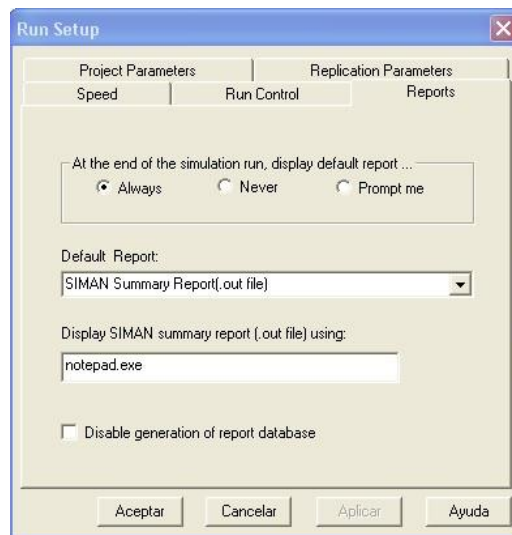 Run Setup
Project Parameters Replication Parameters
Speed Run Control Reports
At the end of the simulation run, display default report ...
Always Never Prompt me
Default Report:
SIMAN Summary Report(.out file)
Display SIMAN summary report (.out file) using:
notepad.exe
Disable generation of report database
Aceptar Cancelar Aplicar Ayuda